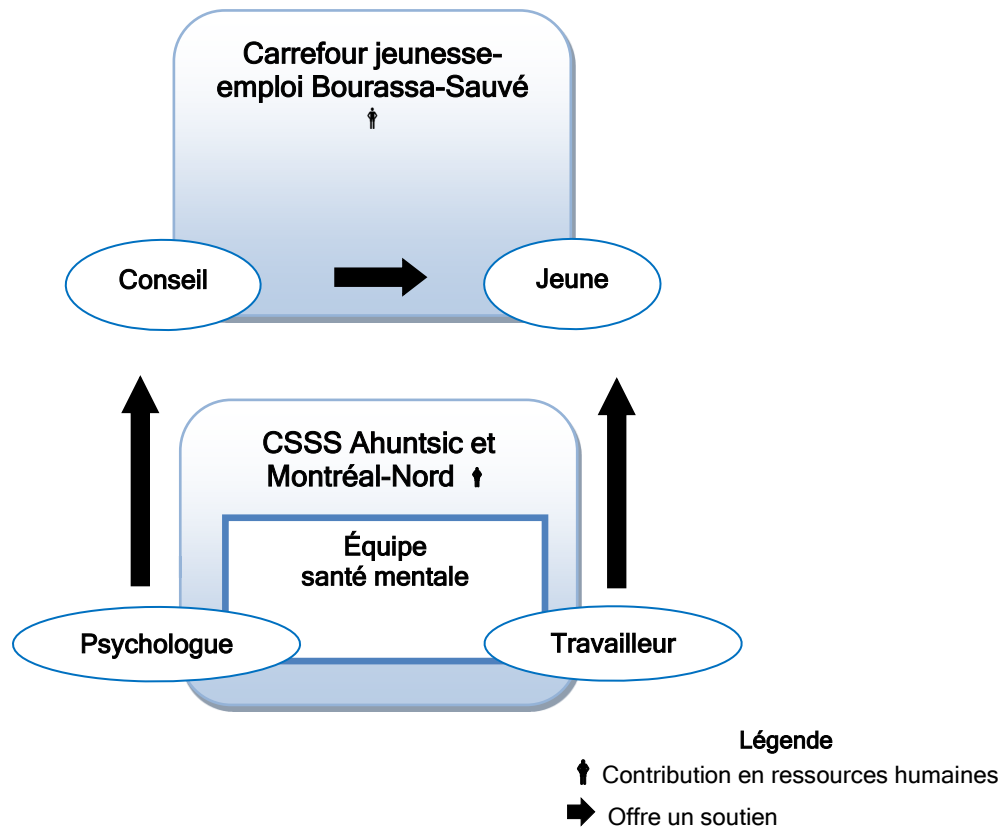 Carrefour jeunesse-
emploi Bourassa-Sauvé
Conseil
Jeune
CSSS Ahuntsic et
Montréal-Nord
Équipe
santé mentale
Psychologue
Travailleur
Légende
Contribution en ressources humaines
Offre un soutien